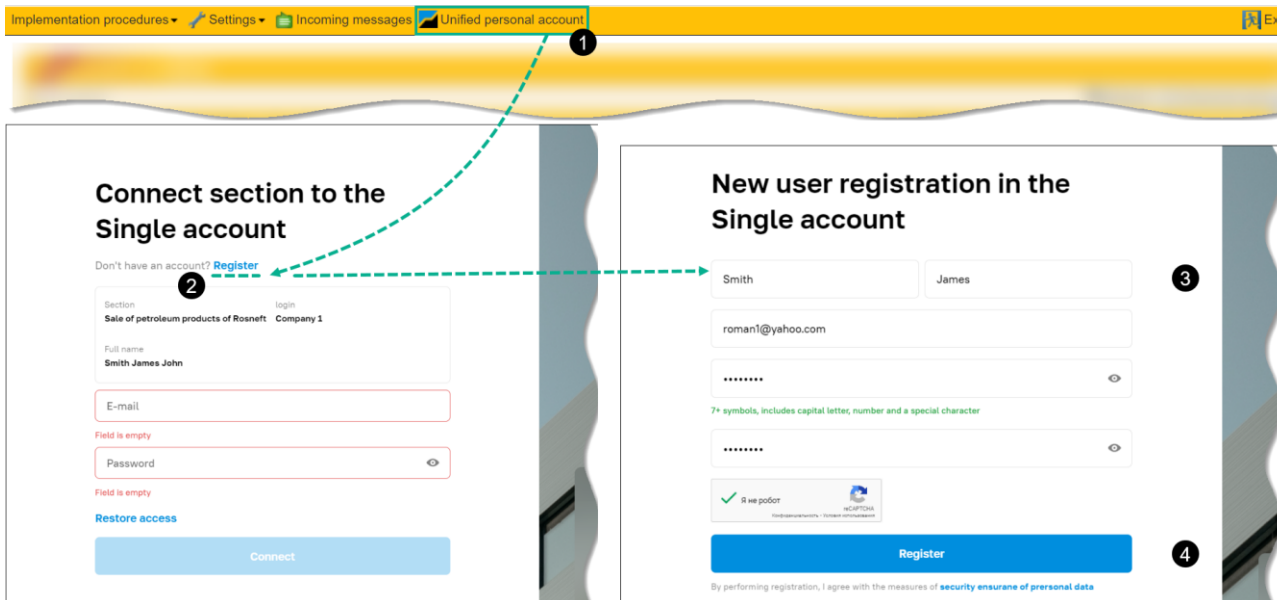 Implementation procedures Settings Incoming messages Unified personal account Ex
1
Connect section to the
Single account
Don't have an account? Register
2
Section login
Sale of petroleum products of Rosneft Company 1
Full name
Smith James John
E-mail
Field is empty
Password
Field is empty
Restore access
Connect
New user registration in the
Single account
Smith James
3
roman1@yahoo.com
••••••••
7+ symbols, includes capital letter, number and a special character
••••••••
Я не робот
reCAPTCHA
Конфиденциальность - Условия использования
Register
4
By performing registration, I agree with the measures of security ensurane of prersonal data